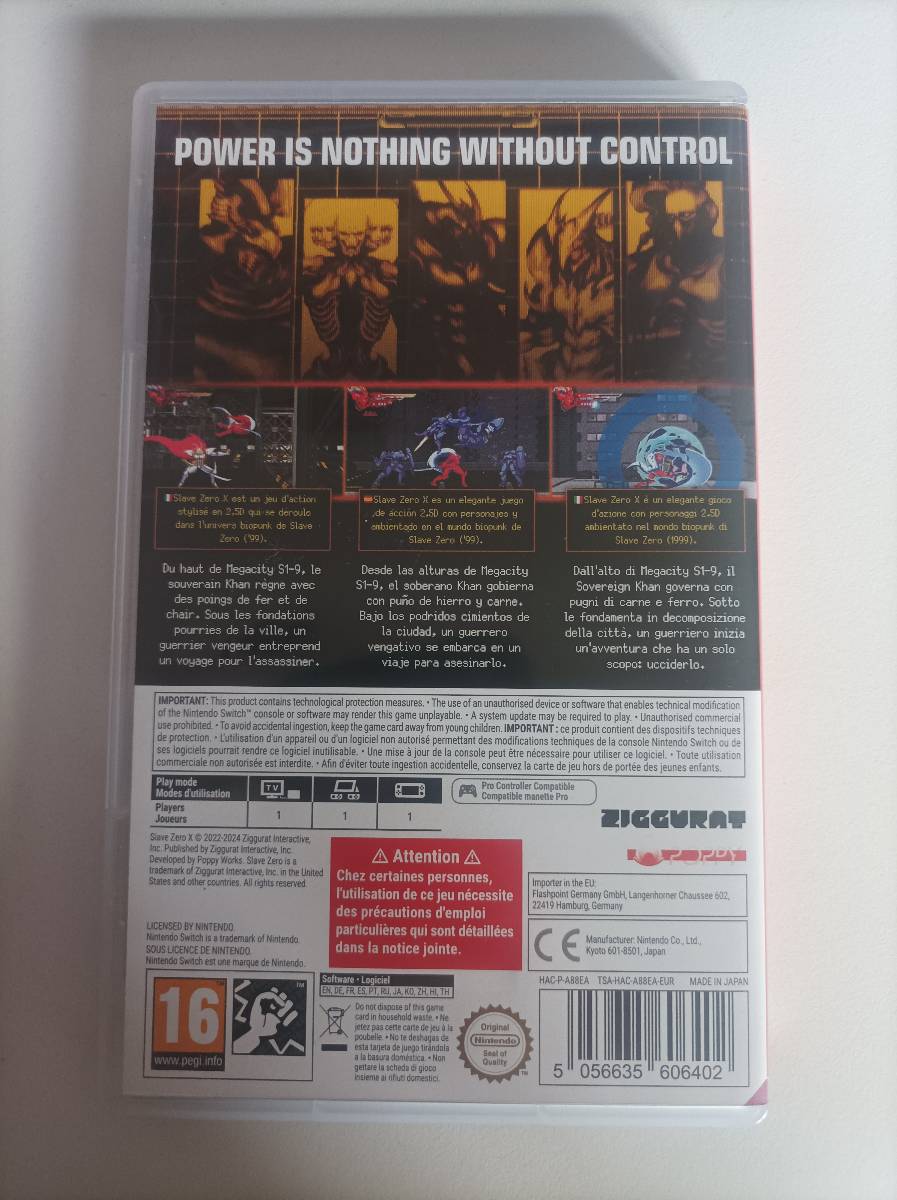 POWER IS NOTHING WITHOUT CONTROL
Slave Zero X est un jeu d'action
stylisé en 2,5D qui se déroule
dans l'univers biopunk de Slave
Zero ('99).
Du haut de Megacity S1-9, le
souverain Khan règne avec
des poings de fer et de
chair. Sous les fondations
pourries de la ville, un
guerrier vengeur entreprend
un voyage pour l'assassiner.
Slave Zero X es un elegante juego
de acción 2.5D con personajes y
ambientado en el mundo biopunk de
Slave Zero ('99).
Desde las alturas de Megacity
S1-9, el soberano Khan gobierna
con puño de hierro y carne.
Bajo los podridos cimientos de
la ciudad, un guerrero
vengativo se embarca en un
viaje para asesinarlo.
Slave Zero X è un elegante gioco
d'azione con personaggi 2.5D
ambientato nel mondo biopunk di
Slave Zero (1999).
Dall'alto di Megacity S1-9, il
Sovereign Khan governa con
pugni di carne e ferro. Sotto
le fondamenta in decomposizione
della città, un guerriero inizia
un'avventura che ha un solo
scopo: ucciderlo.
IMPORTANT: This product contains technological protection measures. • The use of an unauthorised device or software that enables technical modification
of the Nintendo Switch™ console or software may render this game unplayable. • A system update may be required to play. • Unauthorised commercial
use prohibited. • To avoid accidental ingestion, keep the game card away from young children. IMPORTANT : ce produit contient des dispositifs techniques
de protection. • L'utilisation d'un appareil ou d'un logiciel non autorisé permettant des modifications techniques de la console Nintendo Switch ou de
ses logiciels pourrait rendre ce logiciel inutilisable. • Une mise à jour de la console peut être nécessaire pour utiliser ce logiciel. • Toute utilisation
commerciale non autorisée est interdite. • Afin d'éviter toute ingestion accidentelle, conservez la carte de jeu hors de portée des jeunes enfants.
Play mode
Modes d'utilisation
TV
Players
Joueurs
1
1
1
Pro Controller Compatible
Compatible manette Pro
ZIGGURAT
Slave Zero X © 2022-2024 Ziggurat Interactive,
Inc. Published by Ziggurat Interactive, Inc.
Developed by Poppy Works. Slave Zero is a
trademark of Ziggurat Interactive, Inc. in the United
States and other countries. All rights reserved.
LICENSED BY NINTENDO.
Nintendo Switch is a trademark of Nintendo.
SOUS LICENCE DE NINTENDO.
Nintendo Switch est une marque de Nintendo.
⚠ Attention ⚠
Chez certaines personnes,
l'utilisation de ce jeu nécessite
des précautions d'emploi
particulières qui sont détaillées
dans la notice jointe.
Importer in the EU:
Flashpoint Germany GmbH, Langenhorner Chaussee 602,
22419 Hamburg, Germany
CE
Manufacturer: Nintendo Co., Ltd.,
Kyoto 601-8501, Japan
16
www.pegi.info
™
Software • Logiciel
EN, DE, FR, ES, PT, RU, JA, KO, ZH, HI, TH
Do not dispose of this game
card in household waste. • Ne
jetez pas cette carte de jeu à la
poubelle. • No te deshagas de
esta tarjeta de juego tirándola
a la basura doméstica. • Non
gettare la scheda di gioco
insieme ai rifiuti domestici.
Original
Nintendo
Seal of
Quality
™
HAC-P-A88EA TSA-HAC-A88EA-EUR MADE IN JAPAN
5 056635 606402